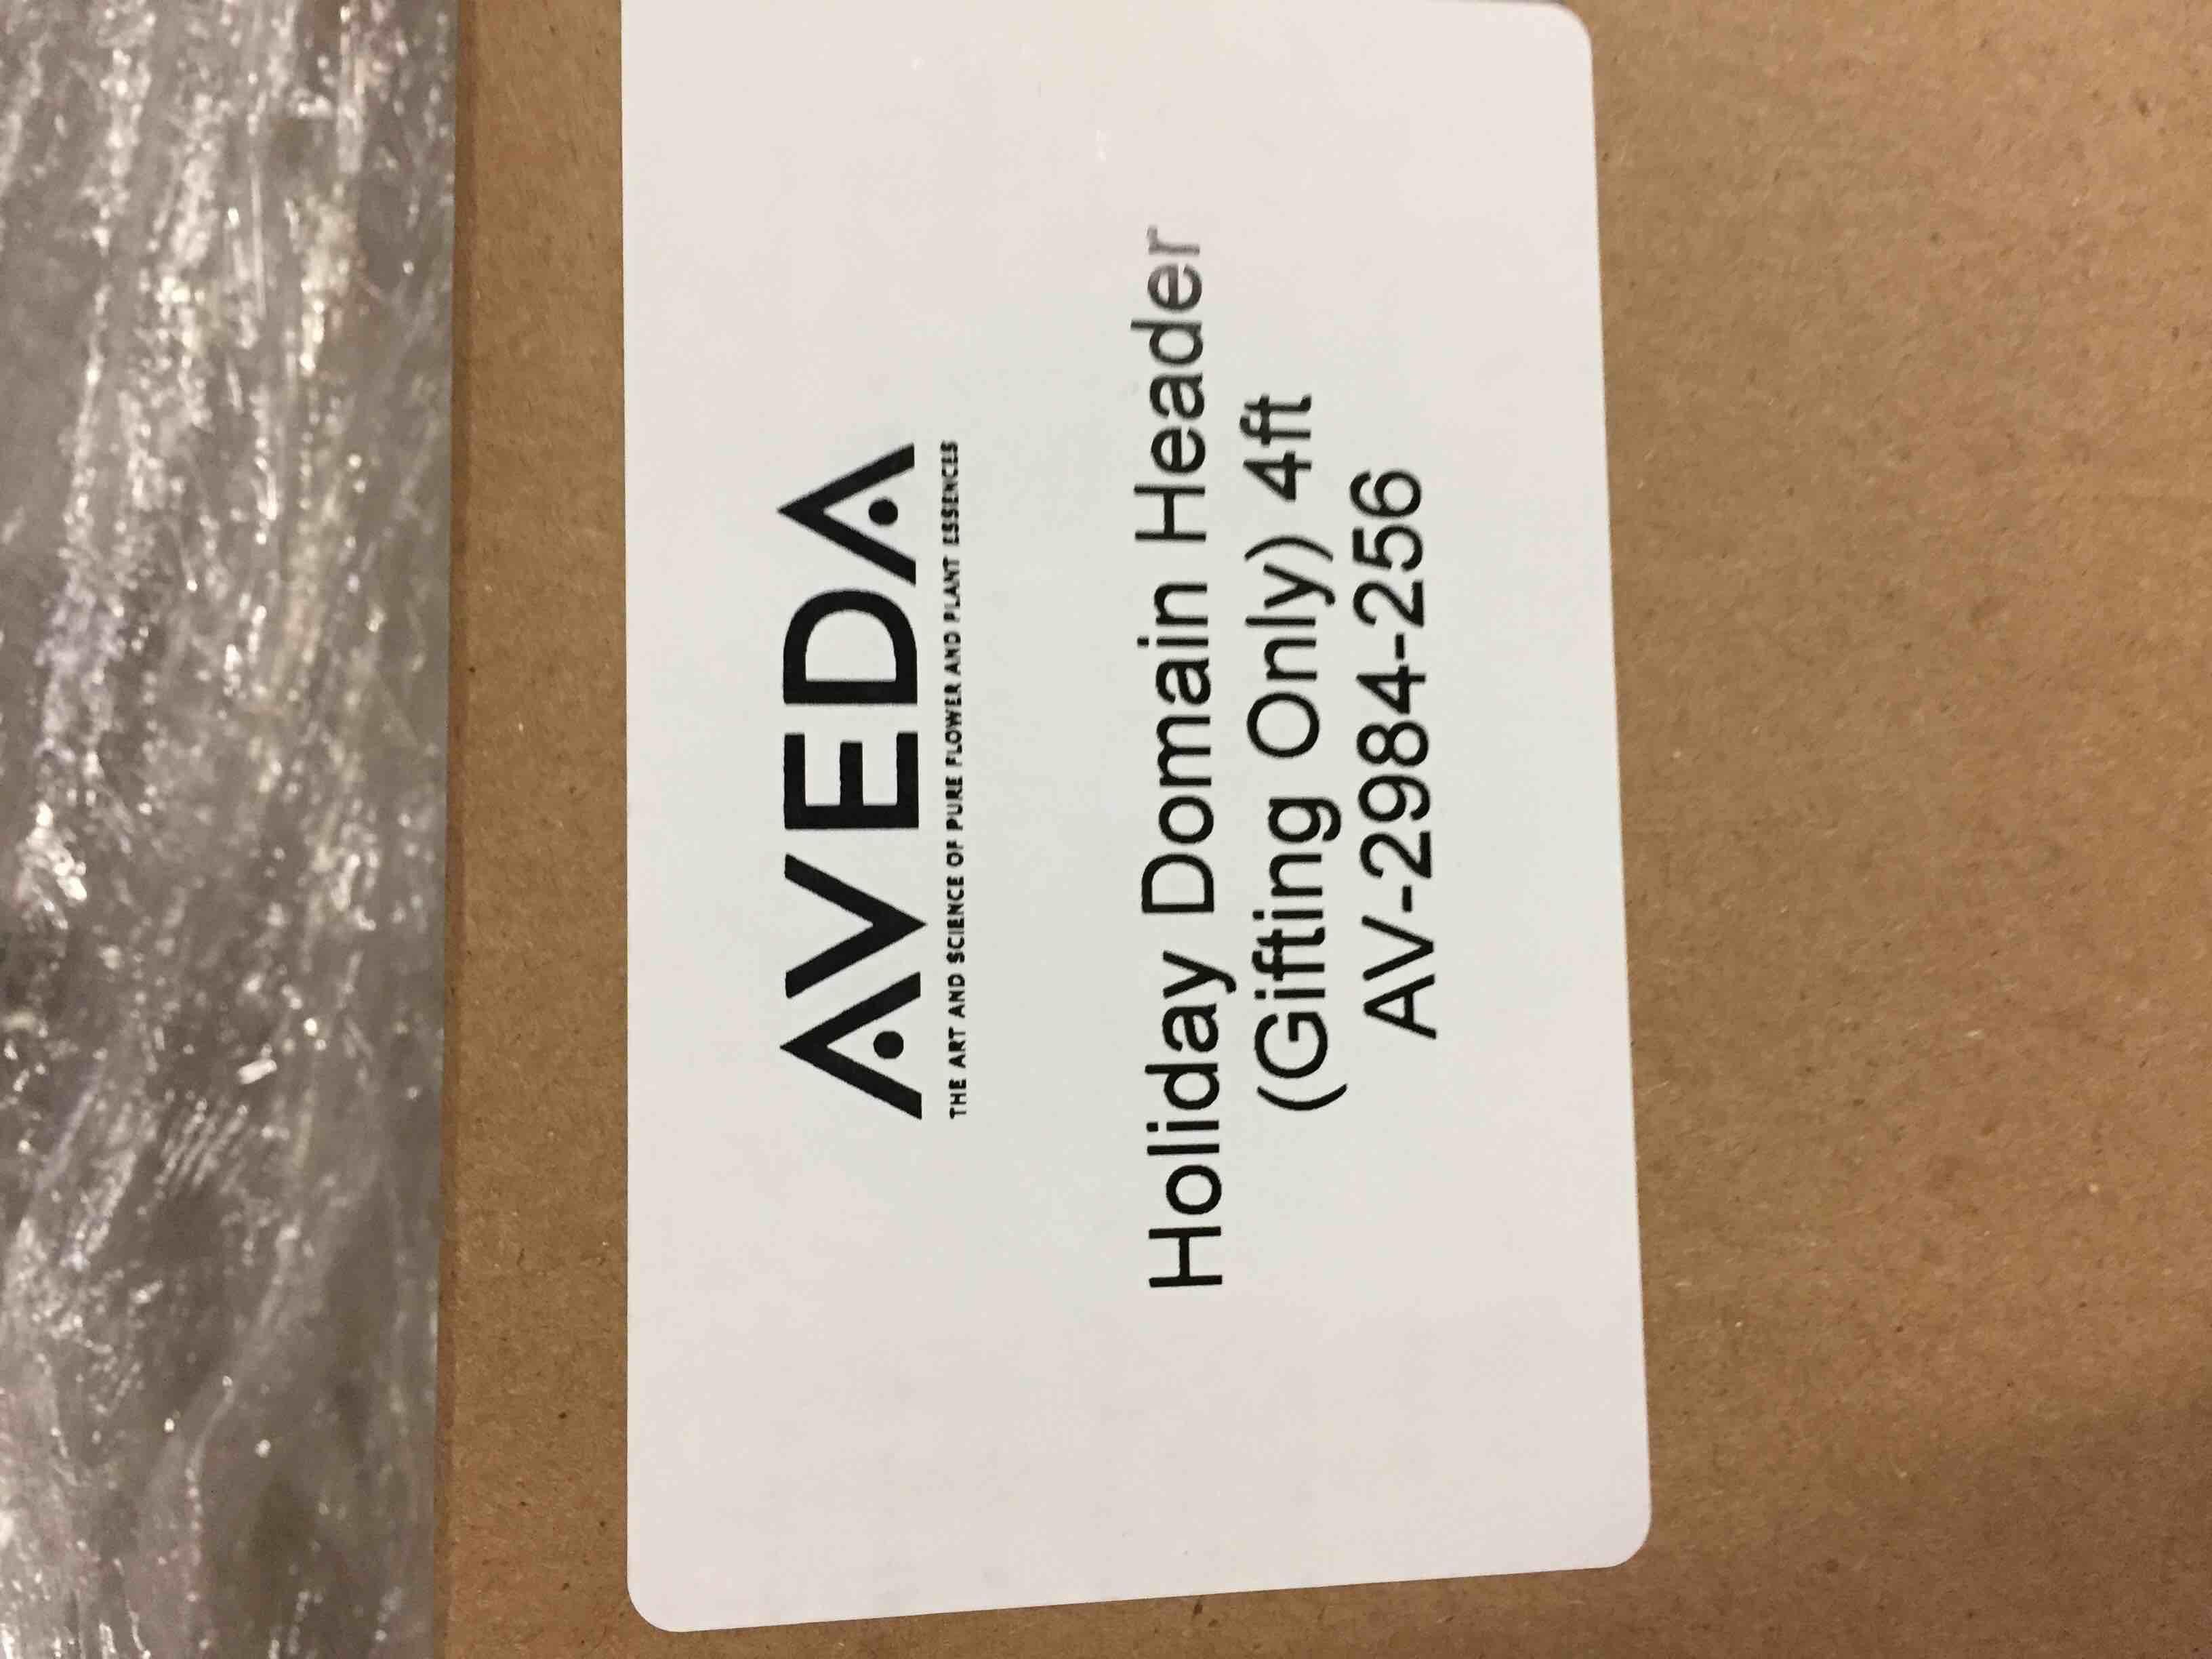 AVEDA
THE ART AND SCIENCE OF PURE FLOWER AND PLANT ESSENCES
Holiday Domain Header
(Gifting Only) 4ft
AV-2984-256